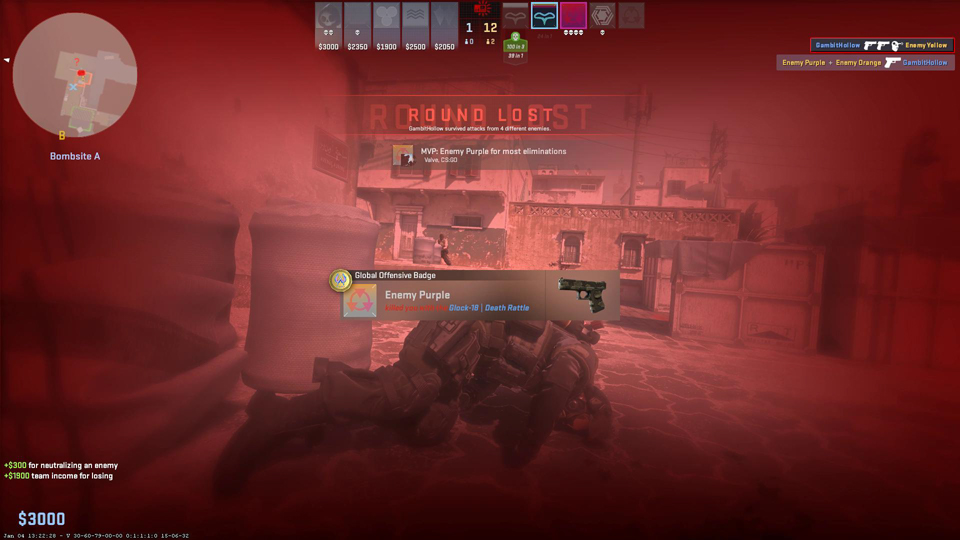 $3000
$2350
$1900
$2500
$2050
1
12
0
2
100 in 3
39 in 1
GambitHollow Enemy Yellow
Enemy Purple + Enemy Orange GambitHollow
ROUND LOST
GambitHollow survived attacks from 4 different enemies.
MVP: Enemy Purple for most eliminations
Valve, CS:GO
B
Bombsite A
?
Global Offensive Badge
Enemy Purple
Glock-18 | Death Rattle
+$300 for neutralizing an enemy
+$1900 team income for losing
$3000